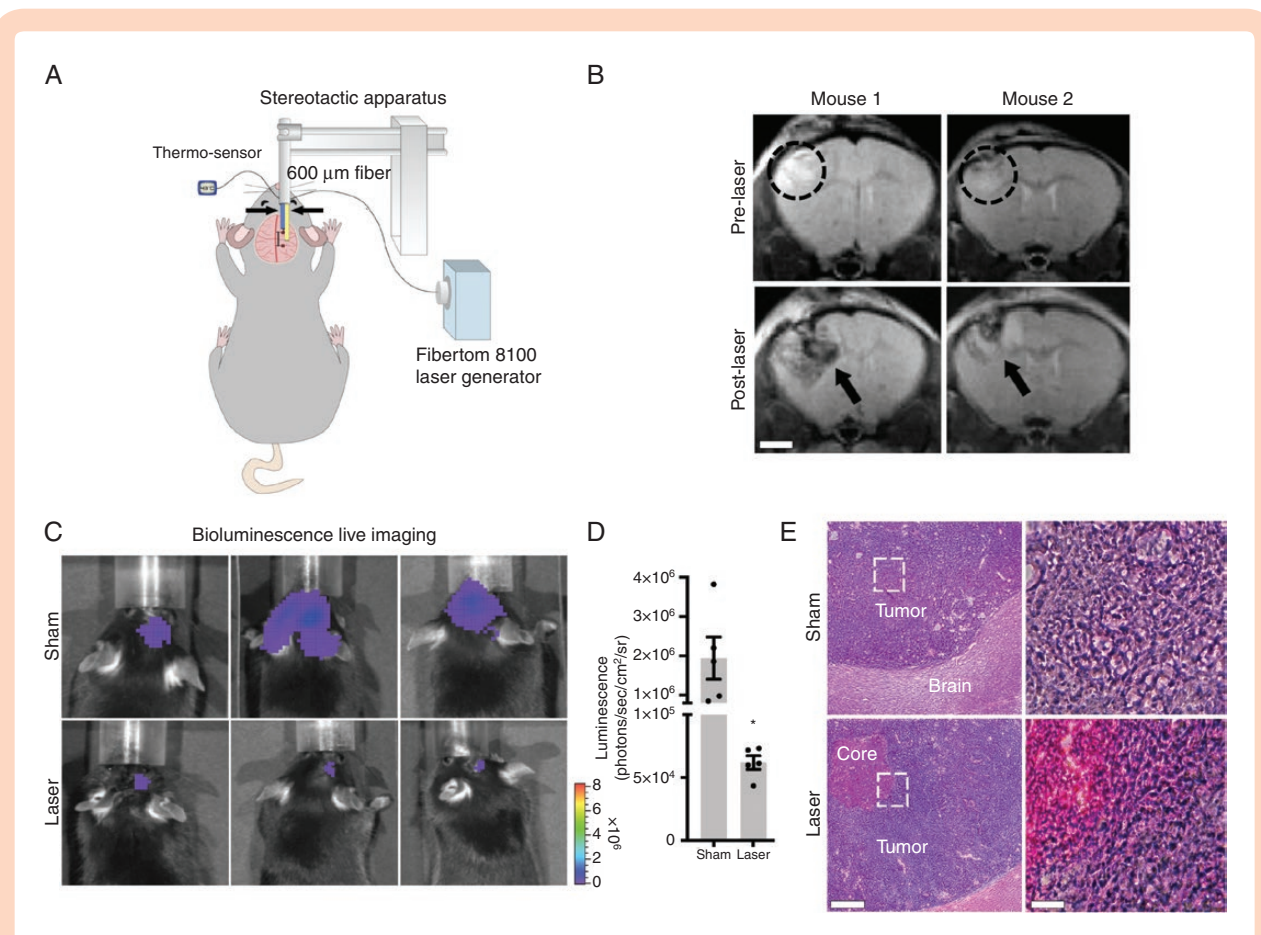 A
Stereotactic apparatus
Thermo-sensor
600 μm fiber
Fibertom 8100
laser generator
B
Mouse 1
Mouse 2
Pre-laser
Post-laser
C
Bioluminescence live imaging
Sham
Laser
8
6
4
2
0
×10⁶
D
Luminescence
(photons/sec/cm²/sr)
4×10⁶
3×10⁶
2×10⁶
1×10⁶
1×10⁵
5×10⁴
0
*
Sham Laser
E
Sham
Tumor
Brain
Laser
Core
Tumor